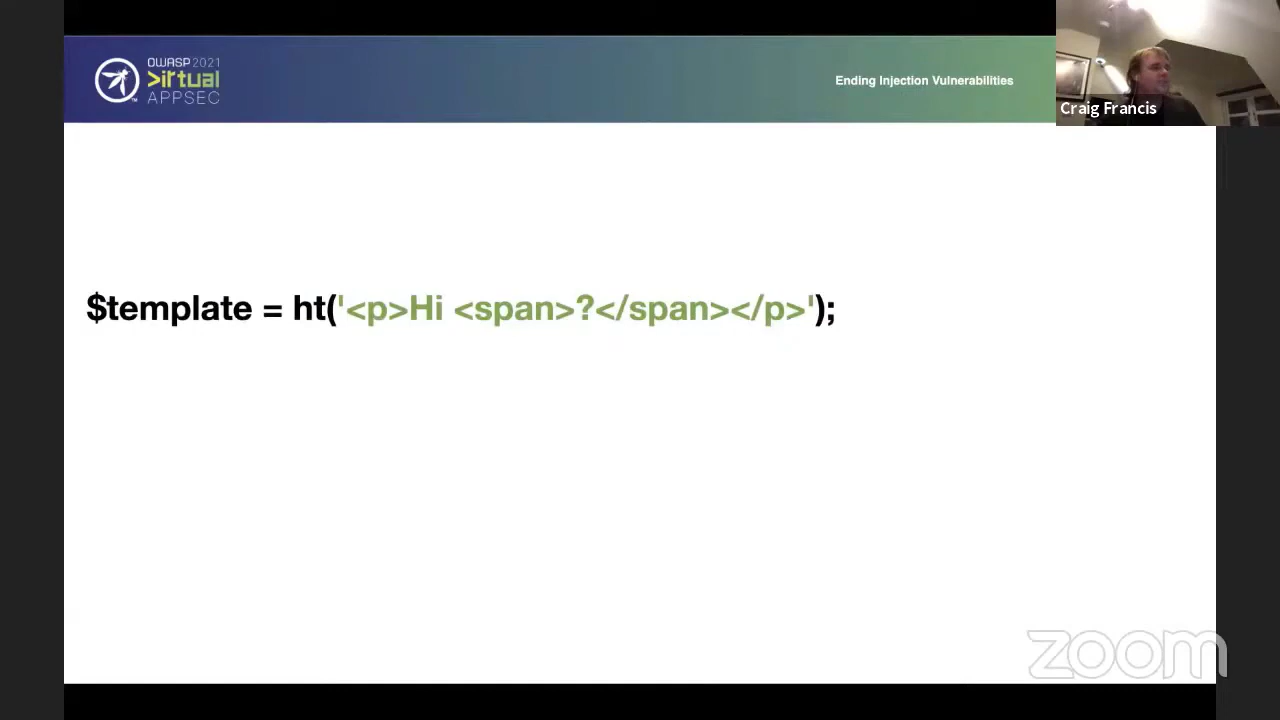 OWASP 2021
>irtual
APPSEC
Ending Injection Vulnerabilities
Craig Francis
$template = ht('<p>Hi <span>?</span></p>');
zoom